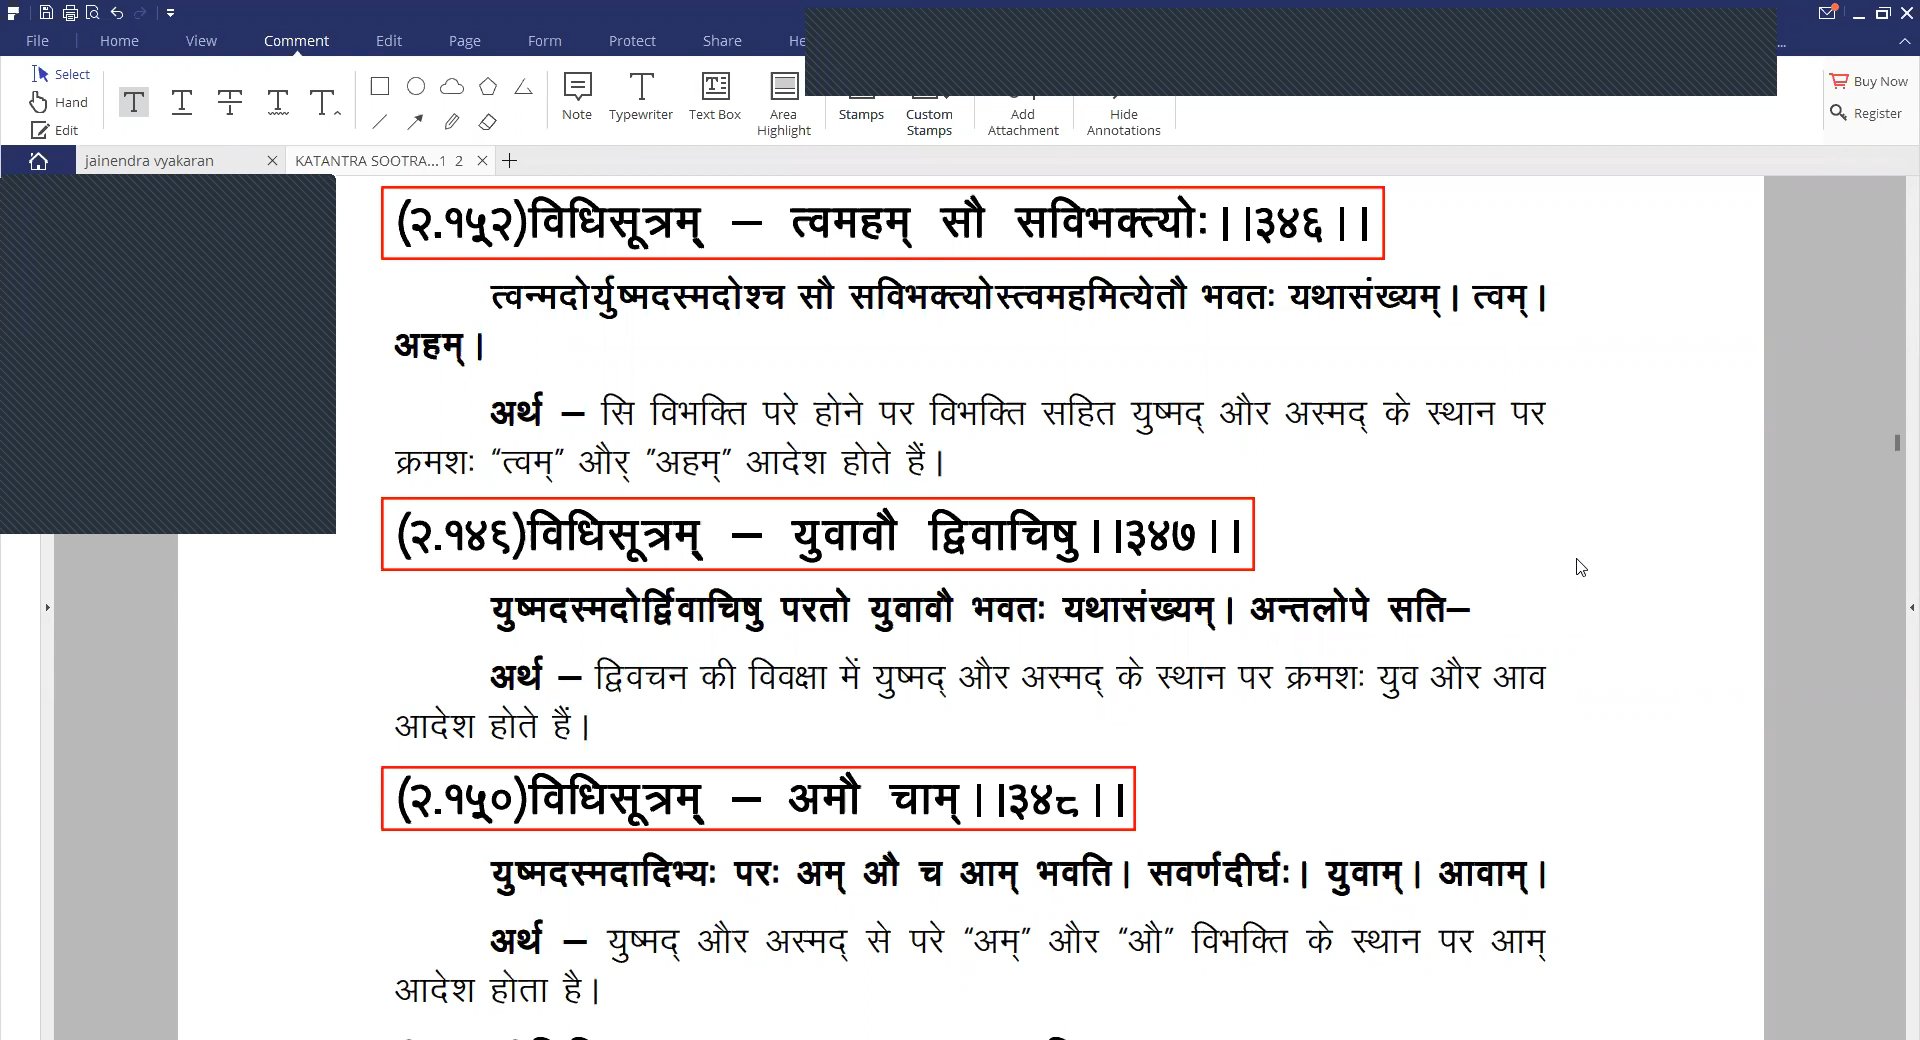 File Home View Comment Edit Page Form Protect Share He
Select
Hand
Edit
Note Typewriter Text Box Area Highlight Stamps Custom Stamps Add Attachment Hide Annotations
Buy Now
Register
jainendra vyakaran KATANTRA SOOTRA...1 2
(२.१५२)विधिसूत्रम् – त्वमहम् सौ सविभक्त्योः।।३४६।।
त्वन्मदोर्युष्मदस्मदोश्च सौ सविभक्त्योस्त्वमहमित्येतौ भवतः यथासंख्यम्। त्वम्।
अहम्।
अर्थ – सि विभक्ति परे होने पर विभक्ति सहित युष्मद् और अस्मद् के स्थान पर
क्रमशः “त्वम्” और् “अहम्” आदेश होते हैं।
(२.१४९)विधिसूत्रम् – युवावौ द्विवाचिषु।।३४७।।
युष्मदस्मदोर्द्विवाचिषु परतो युवावौ भवतः यथासंख्यम्। अन्तलोपे सति–
अर्थ – द्विवचन की विवक्षा में युष्मद् और अस्मद् के स्थान पर क्रमशः युव और आव
आदेश होते हैं।
(२.१५०)विधिसूत्रम् – अमौ चाम्।।३४८।।
युष्मदस्मदादिभ्यः परः अम् औ च आम् भवति। सवर्णदीर्घः। युवाम्। आवाम्।
अर्थ – युष्मद् और अस्मद् से परे “अम्” और “औ” विभक्ति के स्थान पर आम्
आदेश होता है।